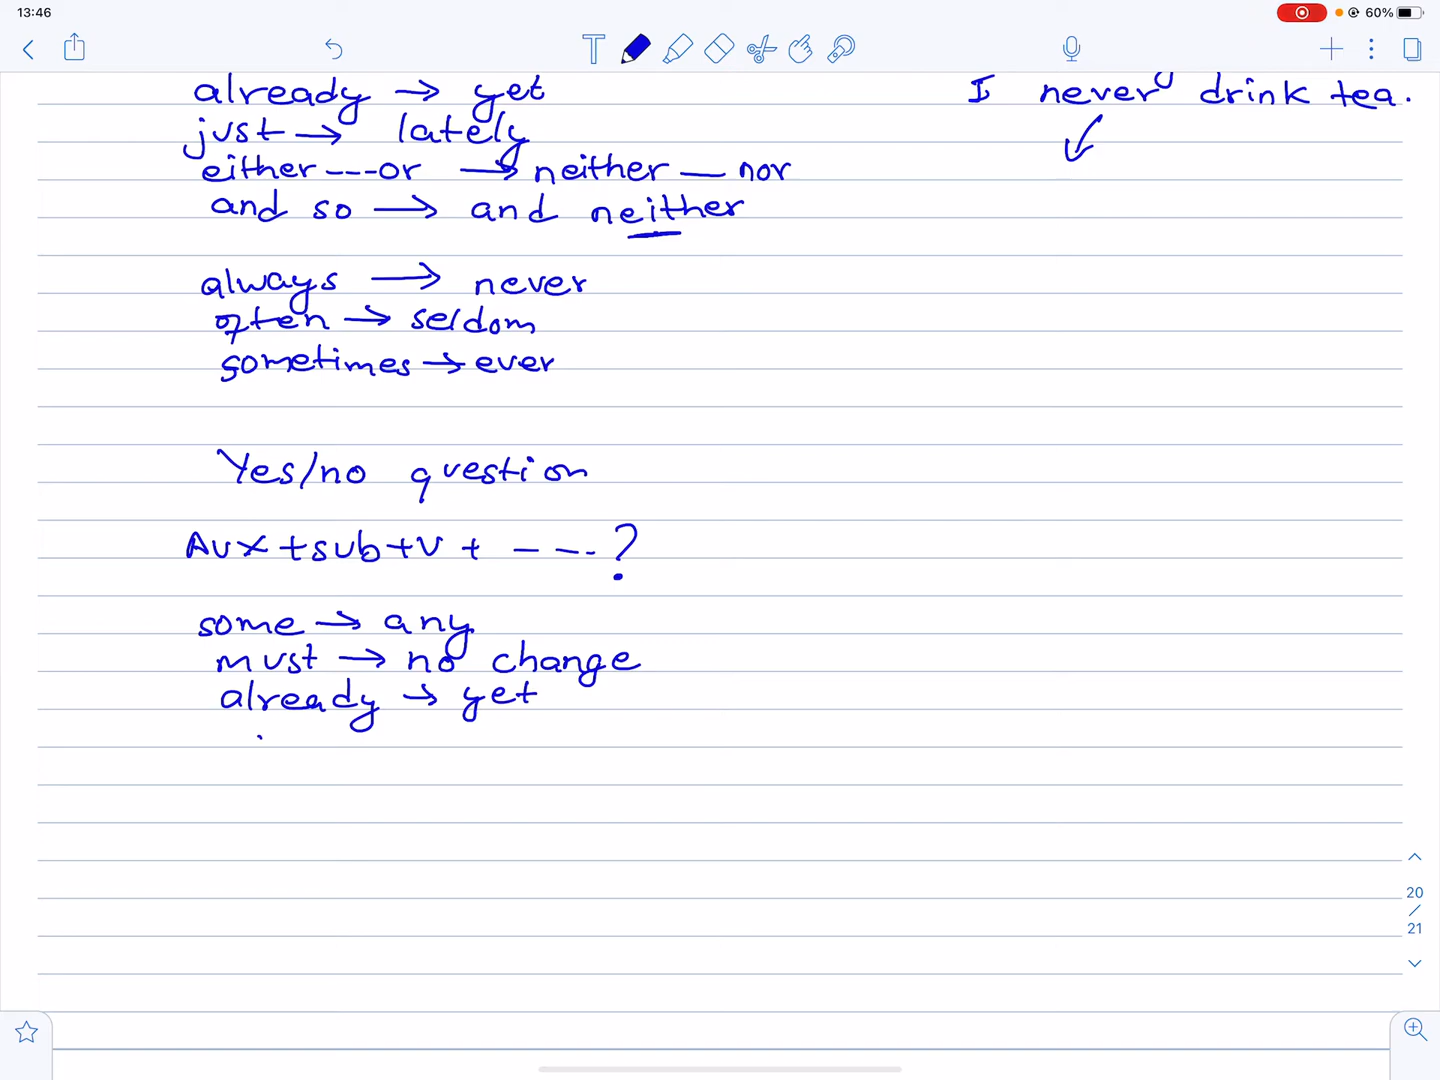 13:46
60%
already → yet
I never drink tea.
just → lately
either ---or → neither — nor
and so → and neither
always → never
often → seldom
sometimes → ever
Yes/no question
Aux + sub + V + ---- ?
some → any
must → no change
already → yet
20
/
21